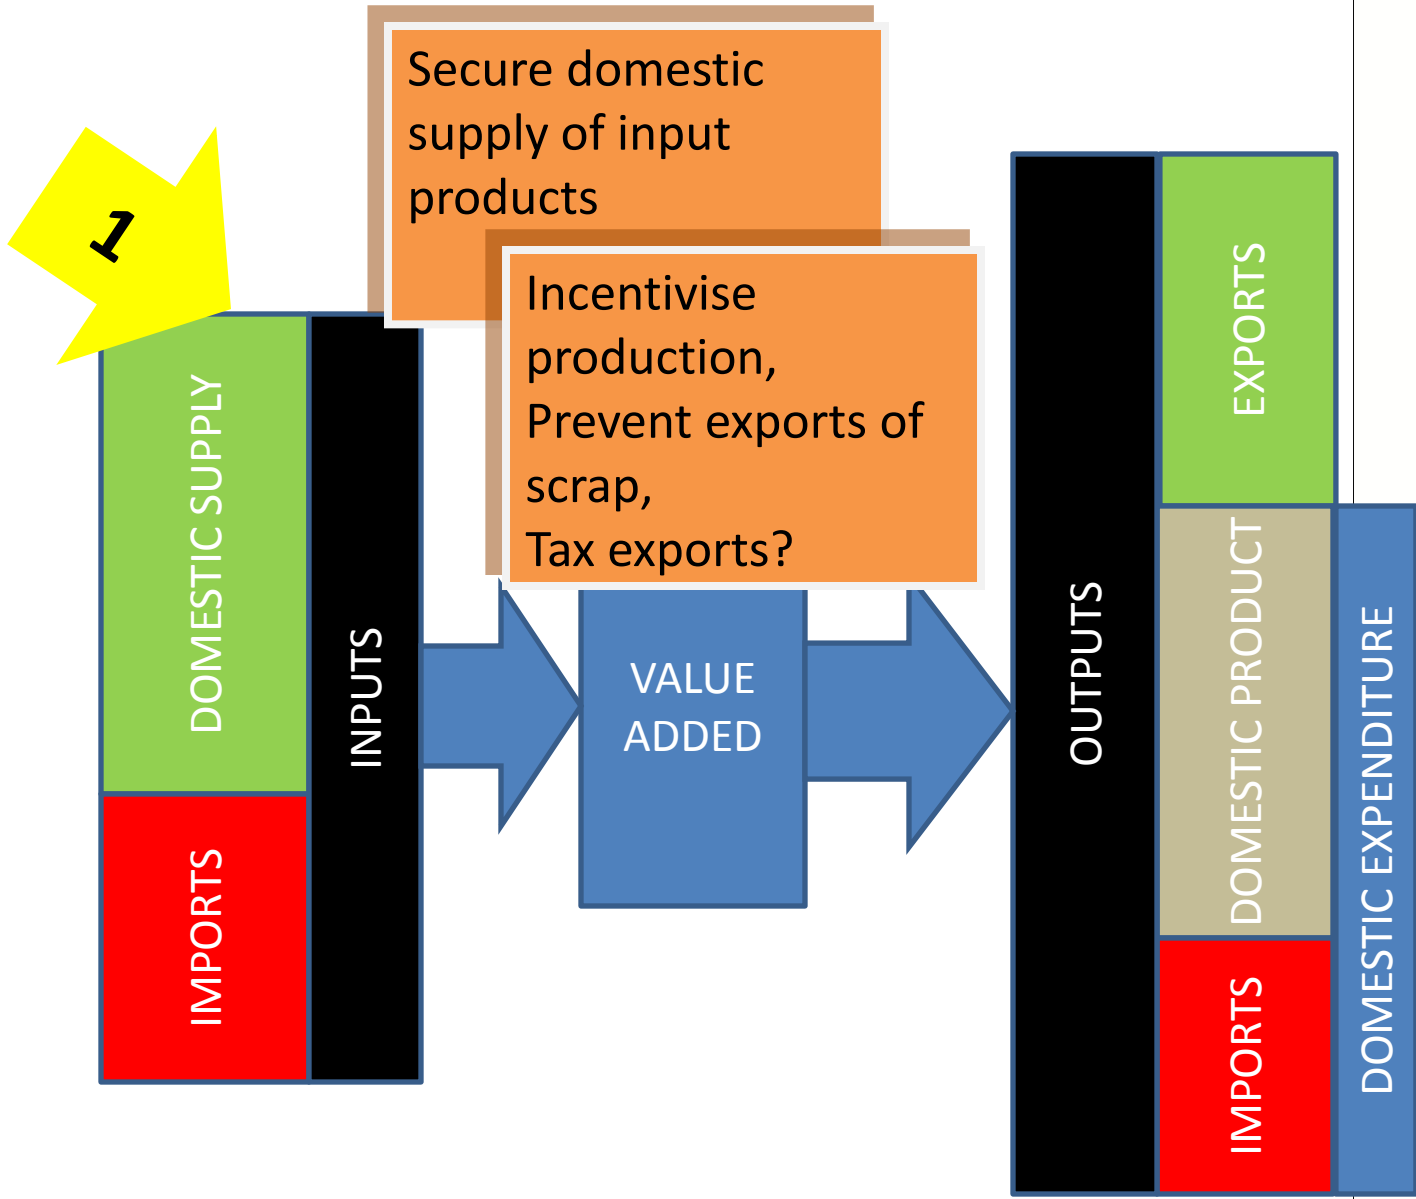 Secure domestic
supply of input
products
1
Incentivise
production,
Prevent exports of
scrap,
Tax exports?
DOMESTIC SUPPLY
IMPORTS
INPUTS
VALUE
ADDED
OUTPUTS
EXPORTS
DOMESTIC PRODUCT
IMPORTS
DOMESTIC EXPENDITURE